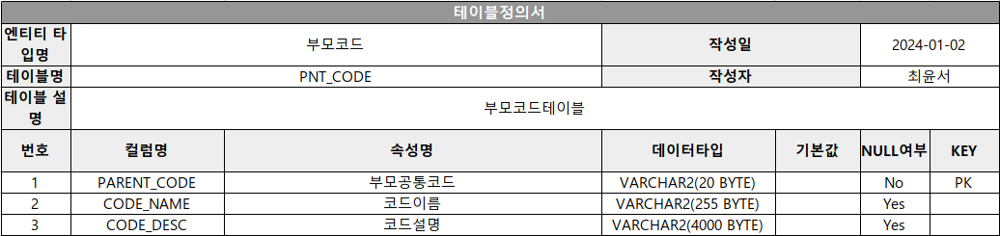 테이블정의서
엔티티 타입명 부모코드 작성일 2024-01-02
테이블명 PNT_CODE 작성자 최윤서
테이블 설명 부모코드테이블
번호 컬럼명 속성명 데이터타입 기본값 NULL여부 KEY
1 PARENT_CODE 부모공통코드 VARCHAR2(20 BYTE) No PK
2 CODE_NAME 코드이름 VARCHAR2(255 BYTE) Yes
3 CODE_DESC 코드설명 VARCHAR2(4000 BYTE) Yes